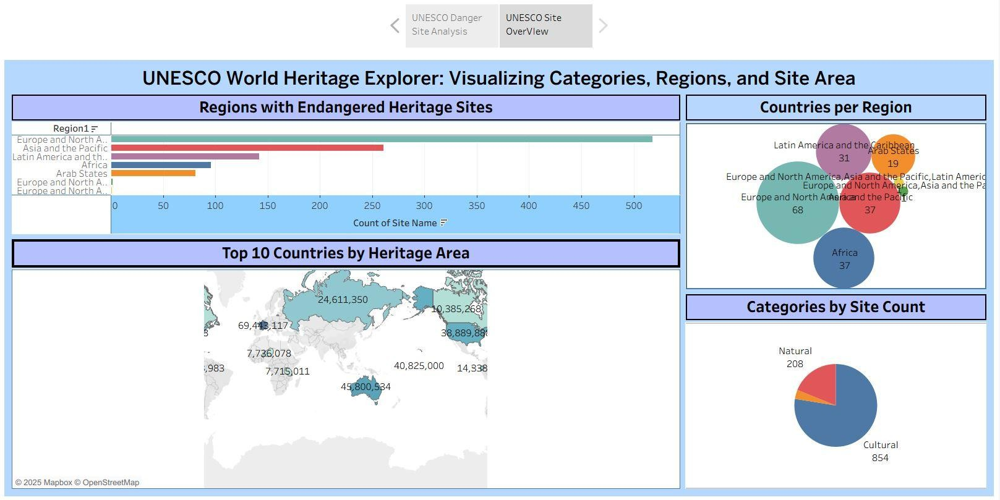 UNESCO Danger
Site Analysis
UNESCO Site
OverVIew
UNESCO World Heritage Explorer: Visualizing Categories, Regions, and Site Area
Regions with Endangered Heritage Sites
Region1
Europe and North A..
Asia and the Pacific
Latin America and th..
Africa
Arab States
Europe and North A..
Europe and North A..
0 50 100 150 200 250 300 350 400 450 500
Count of Site Name
Top 10 Countries by Heritage Area
24,611,350
10,385,268
69,443,117
38,889,88
7,736,078
,983
7,715,011
40,825,000
14,338
45,800,534
© 2025 Mapbox © OpenStreetMap
Countries per Region
Latin America and the Caribbean
31
Arab States
19
Europe and North America,Asia and the Pacific,Latin Americ
Europe and North America,Asia and the Pa
1
Europe and North America
68
Asia and the Pacific
37
Africa
37
Categories by Site Count
Natural
208
Cultural
854